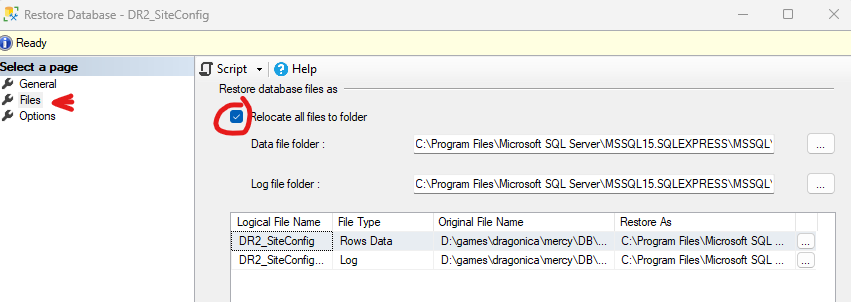 Restore Database - DR2_SiteConfig
Ready
Select a page
General
Files
Options
Script
Help
Restore database files as
Relocate all files to folder
Data file folder : C:\Program Files\Microsoft SQL Server\MSSQL15.SQLEXPRESS\MSSQL\ ...
Log file folder : C:\Program Files\Microsoft SQL Server\MSSQL15.SQLEXPRESS\MSSQL\ ...
Logical File Name File Type Original File Name Restore As
DR2_SiteConfig Rows Data D:\games\dragonica\mercy\DB\... C:\Program Files\Microsoft SQL ... ...
DR2_SiteConfig... Log D:\games\dragonica\mercy\DB\... C:\Program Files\Microsoft SQL ... ...